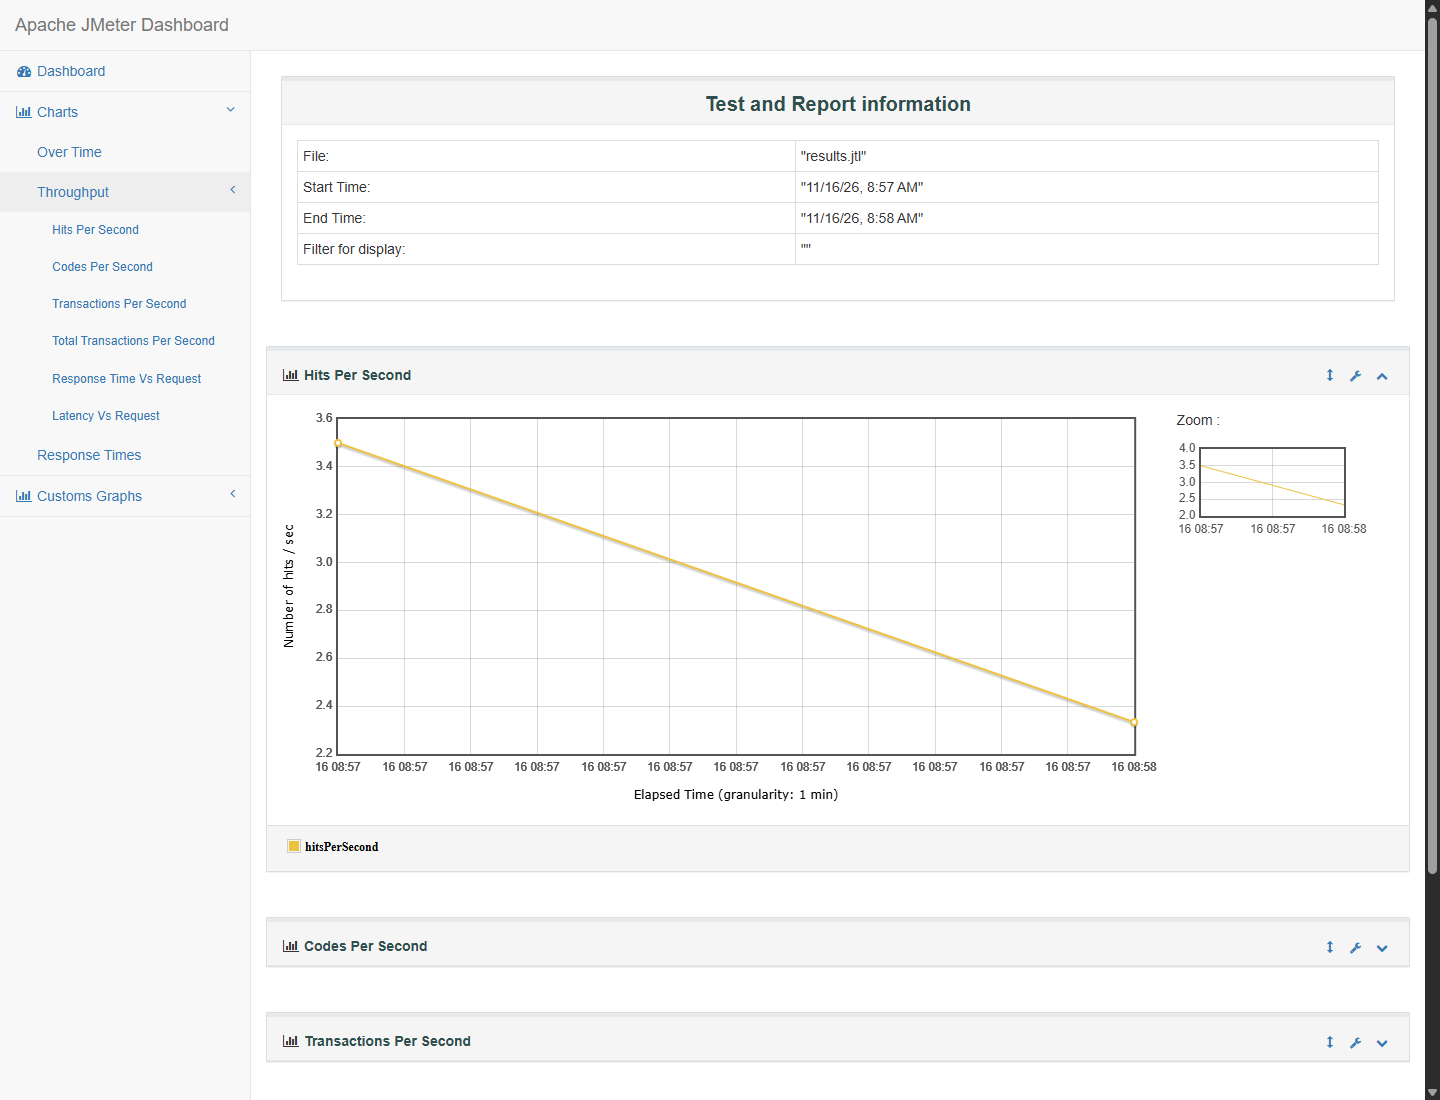 Apache JMeter Dashboard
Dashboard
Charts
Over Time
Throughput
Hits Per Second
Codes Per Second
Transactions Per Second
Total Transactions Per Second
Response Time Vs Request
Latency Vs Request
Response Times
Customs Graphs
Test and Report information
File: "results.jtl"
Start Time: "11/16/26, 8:57 AM"
End Time: "11/16/26, 8:58 AM"
Filter for display: ""
Hits Per Second
3.6
3.4
3.2
3.0
2.8
2.6
2.4
2.2
Number of hits / sec
16 08:57 16 08:57 16 08:57 16 08:57 16 08:57 16 08:57 16 08:57 16 08:57 16 08:57 16 08:57 16 08:57 16 08:57 16 08:58
Elapsed Time (granularity: 1 min)
Zoom :
4.0
3.5
3.0
2.5
2.0
16 08:57 16 08:57 16 08:58
hitsPerSecond
Codes Per Second
Transactions Per Second